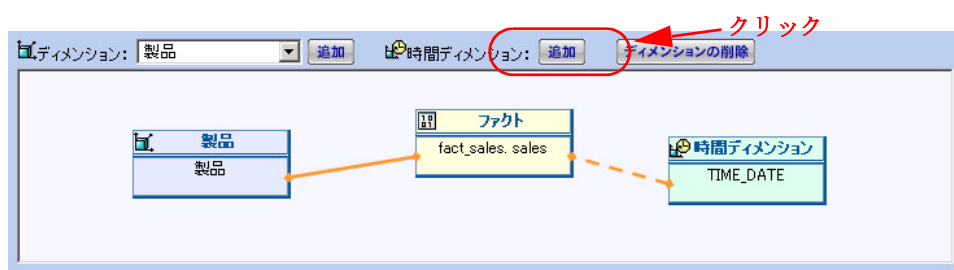 クリック
ディメンション: 製品 追加 時間ディメンション: 追加 ディメンションの削除
ファクト
fact_sales. sales
製品
製品
時間ディメンション
TIME_DATE